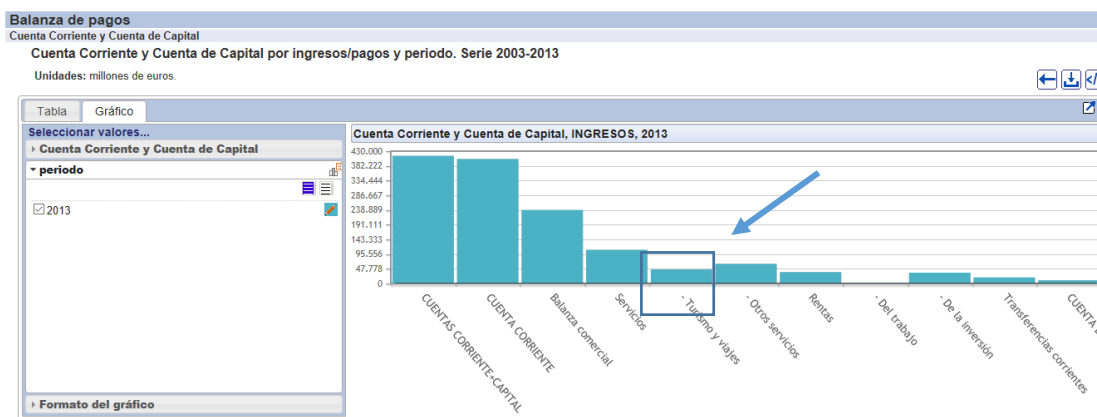 Balanza de pagos
Cuenta Corriente y Cuenta de Capital
Cuenta Corriente y Cuenta de Capital por ingresos/pagos y periodo. Serie 2003-2013
Unidades: millones de euros.
Tabla
Gráfico
Seleccionar valores...
Cuenta Corriente y Cuenta de Capital
periodo
2013
Formato del gráfico
Cuenta Corriente y Cuenta de Capital, INGRESOS, 2013
430.000
382.222
334.444
286.667
238.889
191.111
143.333
95.556
47.778
0
CUENTAS CORRIENTE+CAPITAL
CUENTA CORRIENTE
Balanza comercial
Servicios
- Turismo y viajes
- Otros servicios
Rentas
- Del trabajo
- De la inversión
Transferencias corrientes
CUENTA